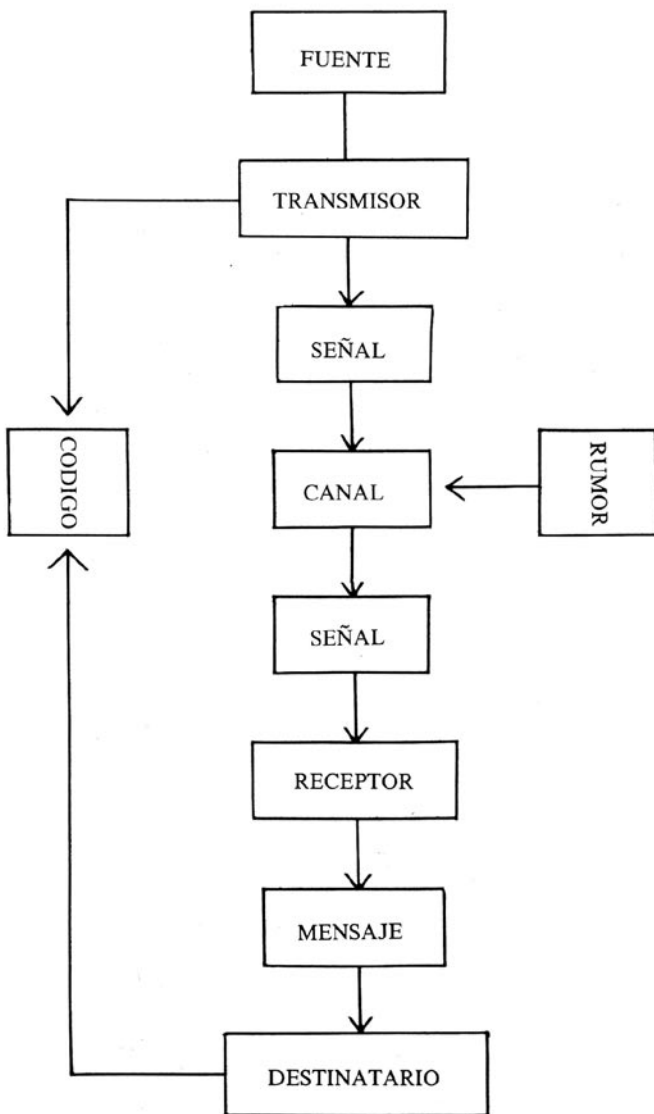 FUENTE
TRANSMISOR
SEÑAL
CODIGO
CANAL
RUMOR
SEÑAL
RECEPTOR
MENSAJE
DESTINATARIO